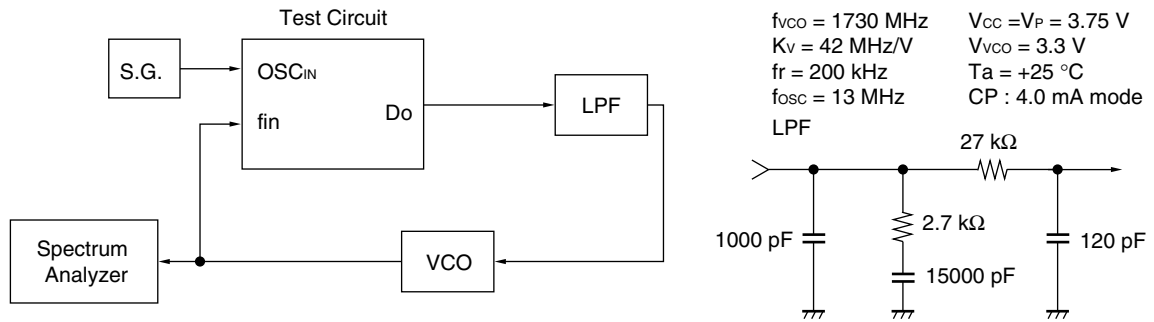 Test Circuit
S.G.
OSCIN
fin
Do
LPF
Spectrum
Analyzer
VCO
fVCO = 1730 MHz
KV = 42 MHz/V
fr = 200 kHz
fOSC = 13 MHz
VCC =VP = 3.75 V
VVCO = 3.3 V
Ta = +25 °C
CP : 4.0 mA mode
LPF
27 kΩ
1000 pF
2.7 kΩ
15000 pF
120 pF